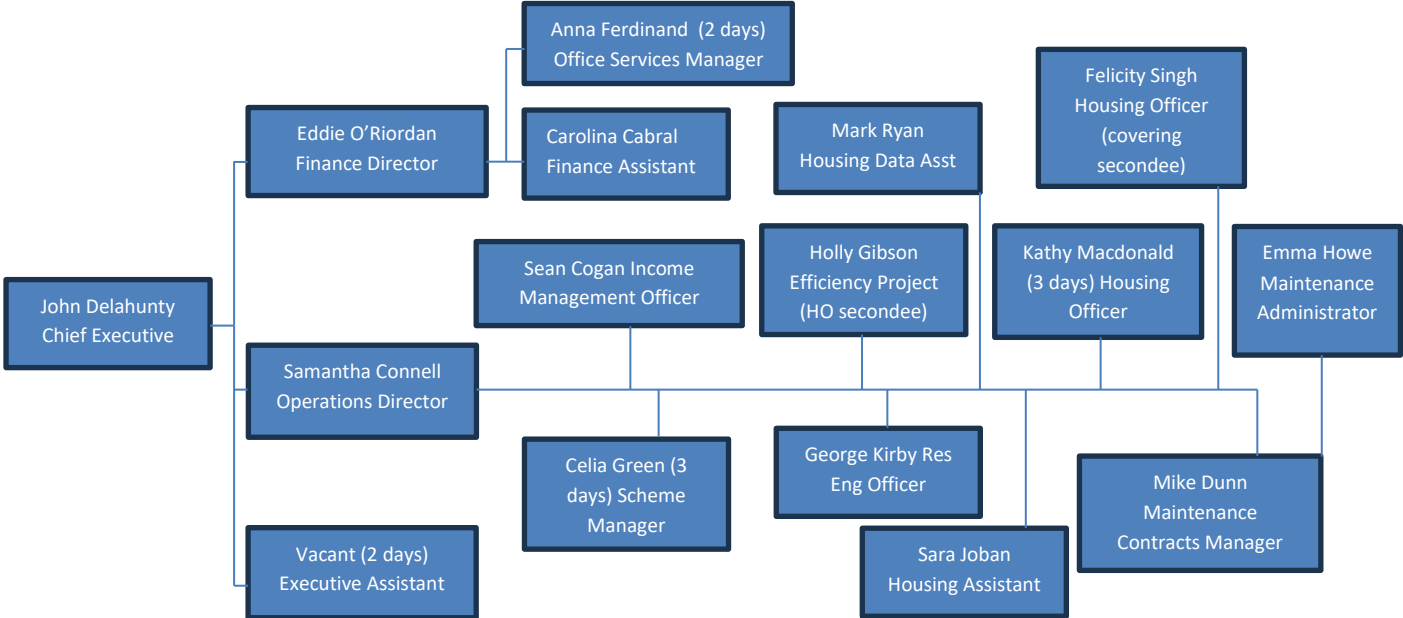 Anna Ferdinand  (2 days)
Office Services Manager
Felicity Singh
Housing Officer
(covering
secondee)
Eddie O’Riordan
Finance Director
Carolina Cabral
Finance Assistant
Mark Ryan
Housing Data Asst
Sean Cogan Income
Management Officer
Holly Gibson
Efficiency Project
(HO secondee)
Kathy Macdonald
(3 days) Housing
Officer
Emma Howe
Maintenance
Administrator
John Delahunty
Chief Executive
Samantha Connell
Operations Director
Celia Green (3
days) Scheme
Manager
George Kirby Res
Eng Officer
Mike Dunn
Maintenance
Contracts Manager
Vacant (2 days)
Executive Assistant
Sara Joban
Housing Assistant